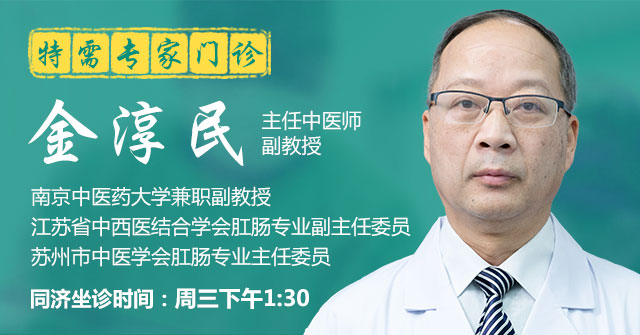 特需专家门诊
金淳民
主任中医师
副教授
南京中医药大学兼职副教授
江苏省中西医结合学会肛肠专业副主任委员
苏州市中医学会肛肠专业主任委员
同济坐诊时间：周三下午1:30